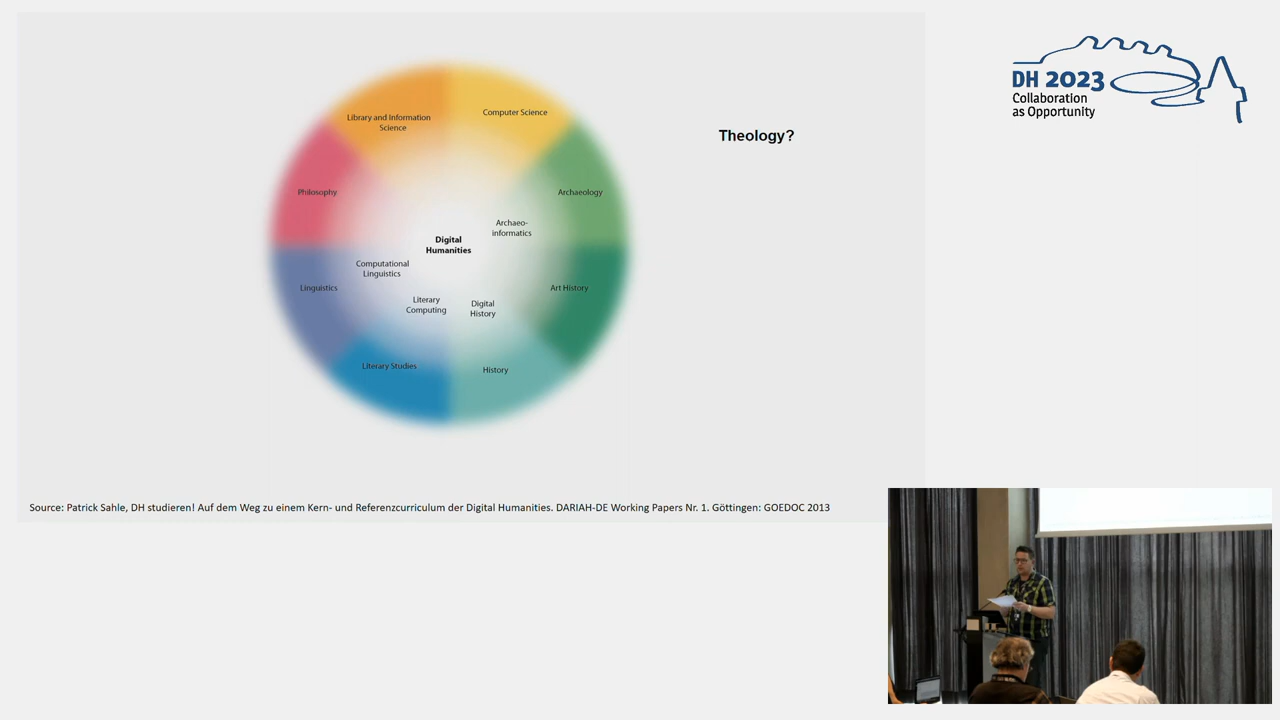 DH 2023
Collaboration
as Opportunity
Theology?
Library and Information
Science
Computer Science
Philosophy
Archaeology
Archaeo-
informatics
Digital
Humanities
Computational
Linguistics
Linguistics
Art History
Literary
Computing
Digital
History
Literary Studies
History
Source: Patrick Sahle, DH studieren! Auf dem Weg zu einem Kern- und Referenzcurriculum der Digital Humanities. DARIAH-DE Working Papers Nr. 1. Göttingen: GOEDOC 2013